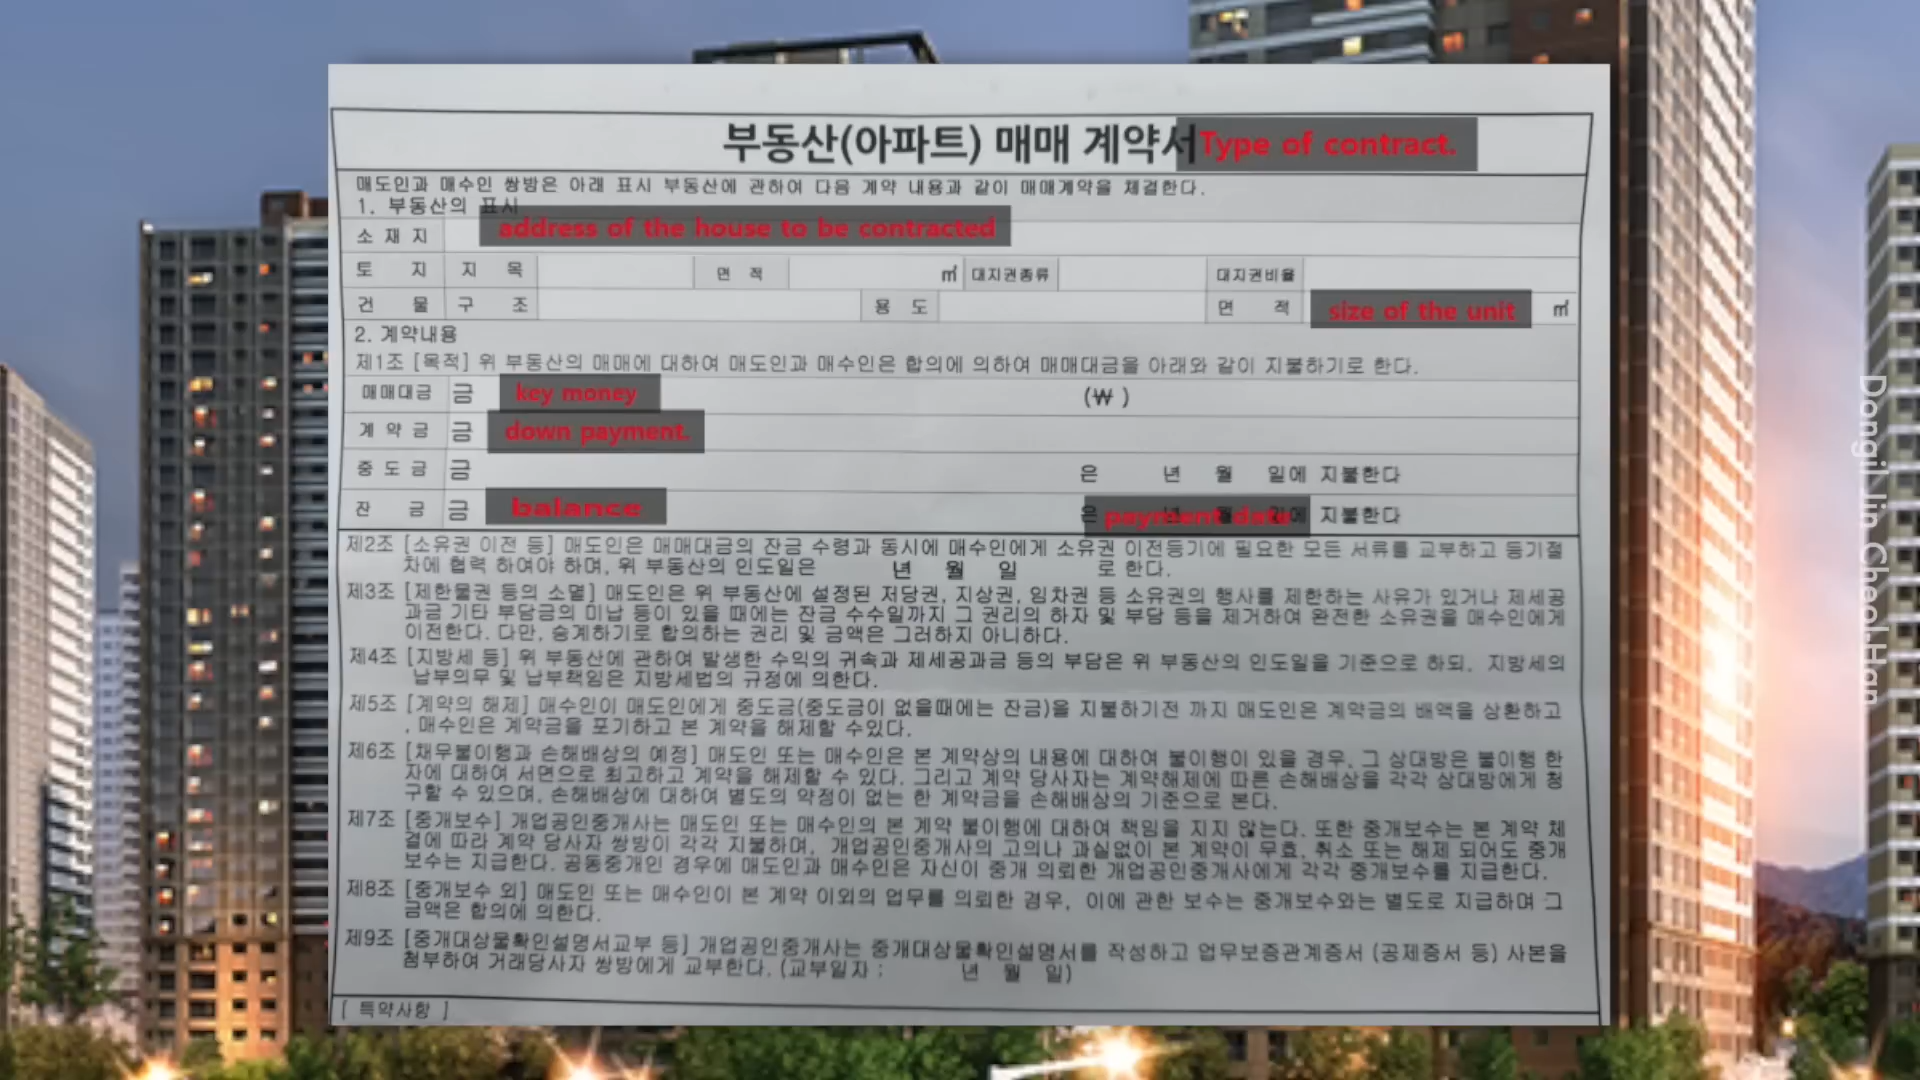 부동산(아파트) 매매 계약서 Type of contract.
매도인과 매수인 쌍방은 아래 표시 부동산에 관하여 다음 계약 내용과 같이 매매계약을 체결한다.
1. 부동산의 표시
소 재 지 address of the house to be contracted
토 지 지 목 면 적 ㎡ 대지권종류 대지권비율
건 물 구 조 용 도 면 적 size of the unit ㎡
2. 계약내용
제1조 [목적] 위 부동산의 매매에 대하여 매도인과 매수인은 합의에 의하여 매매대금을 아래와 같이 지불하기로 한다.
매매대금 금 key money (₩ )
계 약 금 금 down payment.
중 도 금 금 은 년 월 일에 지불한다
잔 금 금 balance 은 년 월 일에 지불한다
payment date
제2조 [소유권 이전 등] 매도인은 매매대금의 잔금 수령과 동시에 매수인에게 소유권 이전등기에 필요한 모든 서류를 교부하고 등기절
차에 협력 하여야 하며, 위 부동산의 인도일은 년 월 일 로 한다.
제3조 [제한물권 등의 소멸] 매도인은 위 부동산에 설정된 저당권, 지상권, 임차권 등 소유권의 행사를 제한하는 사유가 있거나 제세공
과금 기타 부담금의 미납 등이 있을 때에는 잔금 수수일까지 그 권리의 하자 및 부담 등을 제거하여 완전한 소유권을 매수인에게
이전한다. 다만, 승계하기로 합의하는 권리 및 금액은 그러하지 아니하다.
제4조 [지방세 등] 위 부동산에 관하여 발생한 수익의 귀속과 제세공과금 등의 부담은 위 부동산의 인도일을 기준으로 하되, 지방세의
납부의무 및 납부책임은 지방세법의 규정에 의한다.
제5조 [계약의 해제] 매수인이 매도인에게 중도금(중도금이 없을때에는 잔금)을 지불하기전 까지 매도인은 계약금의 배액을 상환하고
, 매수인은 계약금을 포기하고 본 계약을 해제할 수있다.
제6조 [채무불이행과 손해배상의 예정] 매도인 또는 매수인은 본 계약상의 내용에 대하여 불이행이 있을 경우, 그 상대방은 불이행 한
자에 대하여 서면으로 최고하고 계약을 해제할 수 있다. 그리고 계약 당사자는 계약해제에 따른 손해배상을 각각 상대방에게 청
구할 수 있으며, 손해배상에 대하여 별도의 약정이 없는 한 계약금을 손해배상의 기준으로 본다.
제7조 [중개보수] 개업공인중개사는 매도인 또는 매수인의 본 계약 불이행에 대하여 책임을 지지 않는다. 또한 중개보수는 본 계약 체
결에 따라 계약 당사자 쌍방이 각각 지불하며, 개업공인중개사의 고의나 과실없이 본 계약이 무효, 취소 또는 해제 되어도 중개
보수는 지급한다. 공동중개인 경우에 매도인과 매수인은 자신이 중개 의뢰한 개업공인중개사에게 각각 중개보수를 지급한다.
제8조 [중개보수 외] 매도인 또는 매수인이 본 계약 이외의 업무를 의뢰한 경우, 이에 관한 보수는 중개보수와는 별도로 지급하며 그
금액은 합의에 의한다.
제9조 [중개대상물확인설명서교부 등] 개업공인중개사는 중개대상물확인설명서를 작성하고 업무보증관계증서 (공제증서 등) 사본을
첨부하여 거래당사자 쌍방에게 교부한다. (교부일자 : 년 월 일)
[ 특약사항 ]
Dongil Jin CheolHan